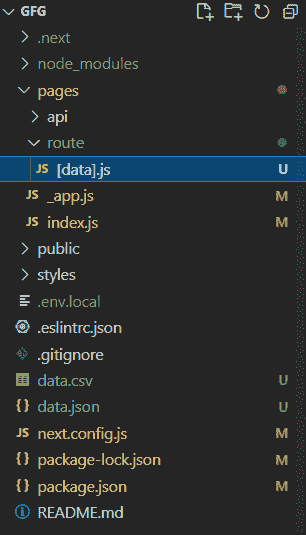 GFG
.next
node_modules
pages
api
route
JS [data].js U
JS _app.js M
JS index.js M
public
styles
.env.local
.eslintrc.json
.gitignore
data.csv U
{} data.json U
JS next.config.js M
{} package-lock.json M
{} package.json M
README.md